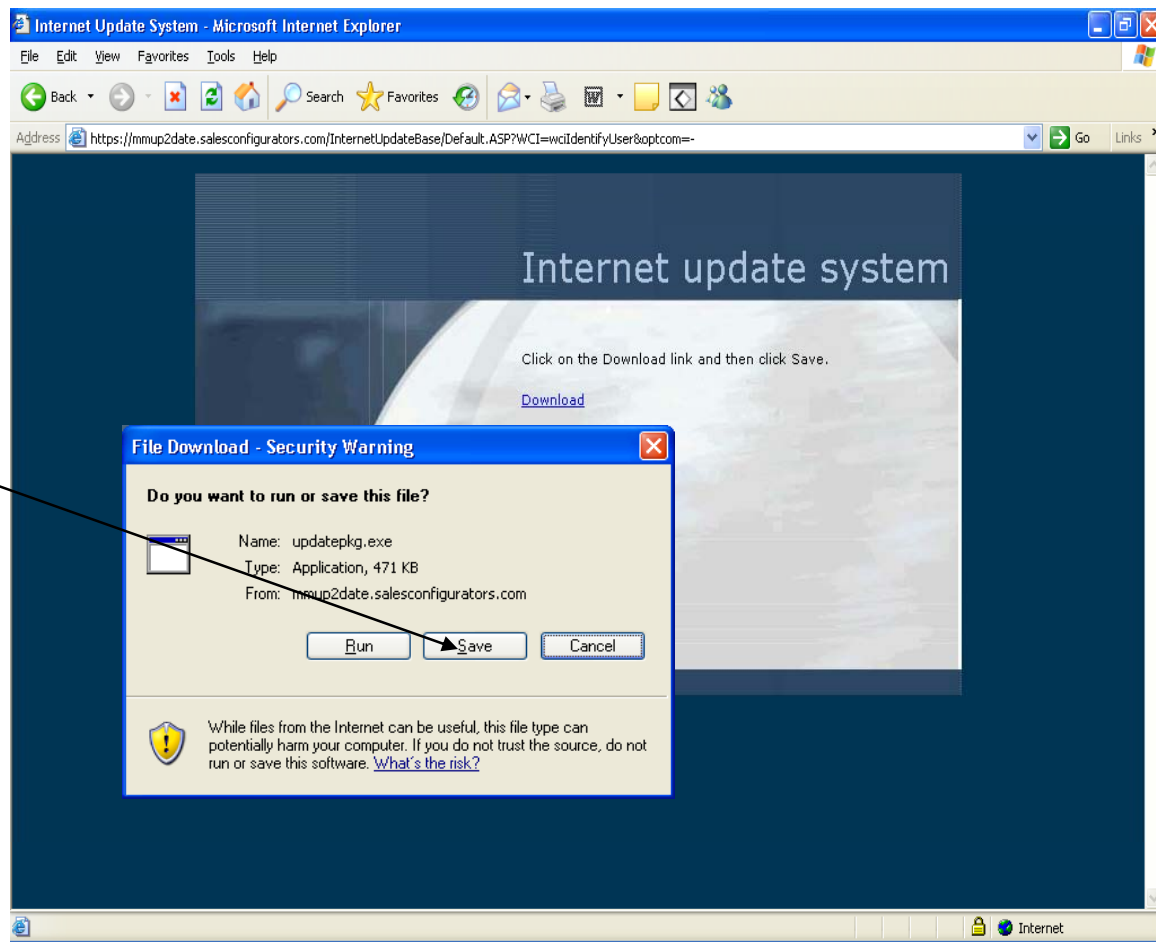 Internet Update System - Microsoft Internet Explorer
File Edit View Favorites Tools Help
Back Search Favorites
Address https://mmup2date.salesconfigurators.com/InternetUpdateBase/Default.ASP?WCI=wciIdentifyUser&optcom=- Go Links »
Internet update system
Click on the Download link and then click Save.
Download
File Download - Security Warning
Do you want to run or save this file?
Name: updatepkg.exe
Type: Application, 471 KB
From: mmup2date.salesconfigurators.com
Run Save Cancel
While files from the Internet can be useful, this file type can
potentially harm your computer. If you do not trust the source, do not
run or save this software. What's the risk?
Internet